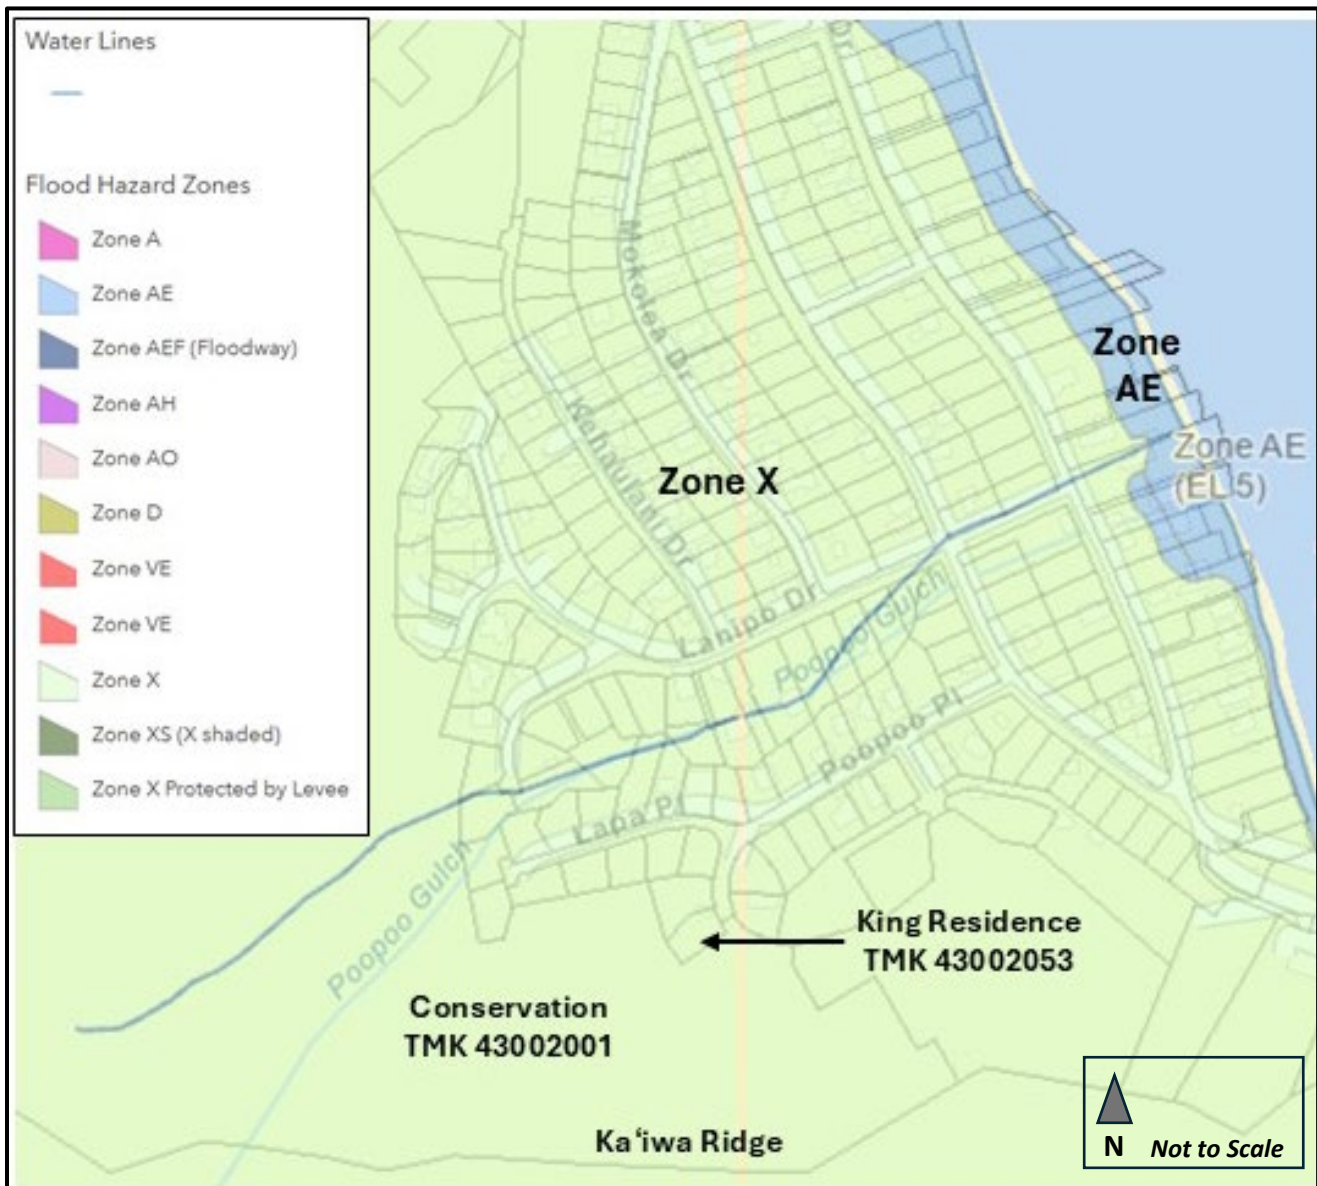 Water Lines
Flood Hazard Zones
Zone A
Zone AE
Zone AEF (Floodway)
Zone AH
Zone AO
Zone D
Zone VE
Zone VE
Zone X
Zone XS (X shaded)
Zone X Protected by Levee
Dr
Mokolea Dr
Kehaulani Dr
Zone X
Zone
AE
Zone AE
(EL 5)
Lanipo Dr
Poopoo Gulch
Poopoo Pl
Lapa Pl
Poopoo Gulch
King Residence
TMK 43002053
Conservation
TMK 43002001
Kaʻiwa Ridge
N Not to Scale